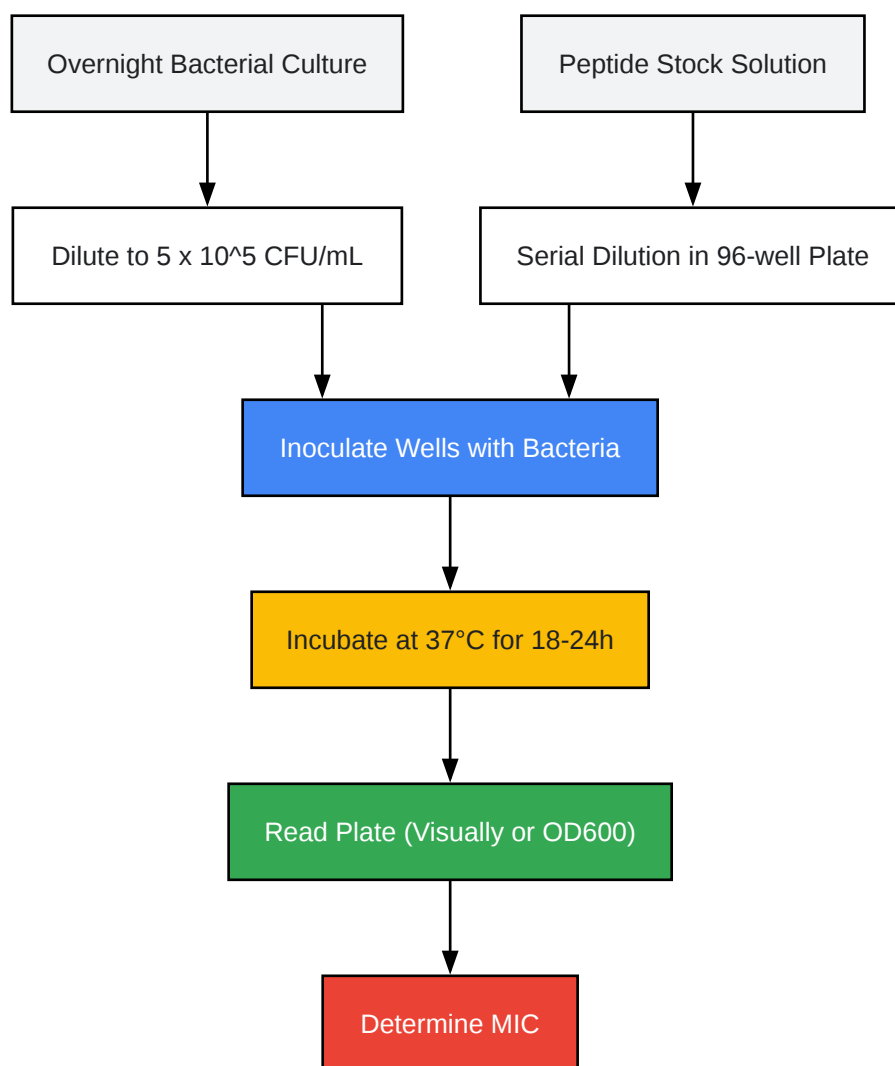 Overnight Bacterial Culture
Peptide Stock Solution
Dilute to 5 x 10^5 CFU/mL
Serial Dilution in 96-well Plate
Inoculate Wells with Bacteria
Incubate at 37°C for 18-24h
Read Plate (Visually or OD600)
Determine MIC